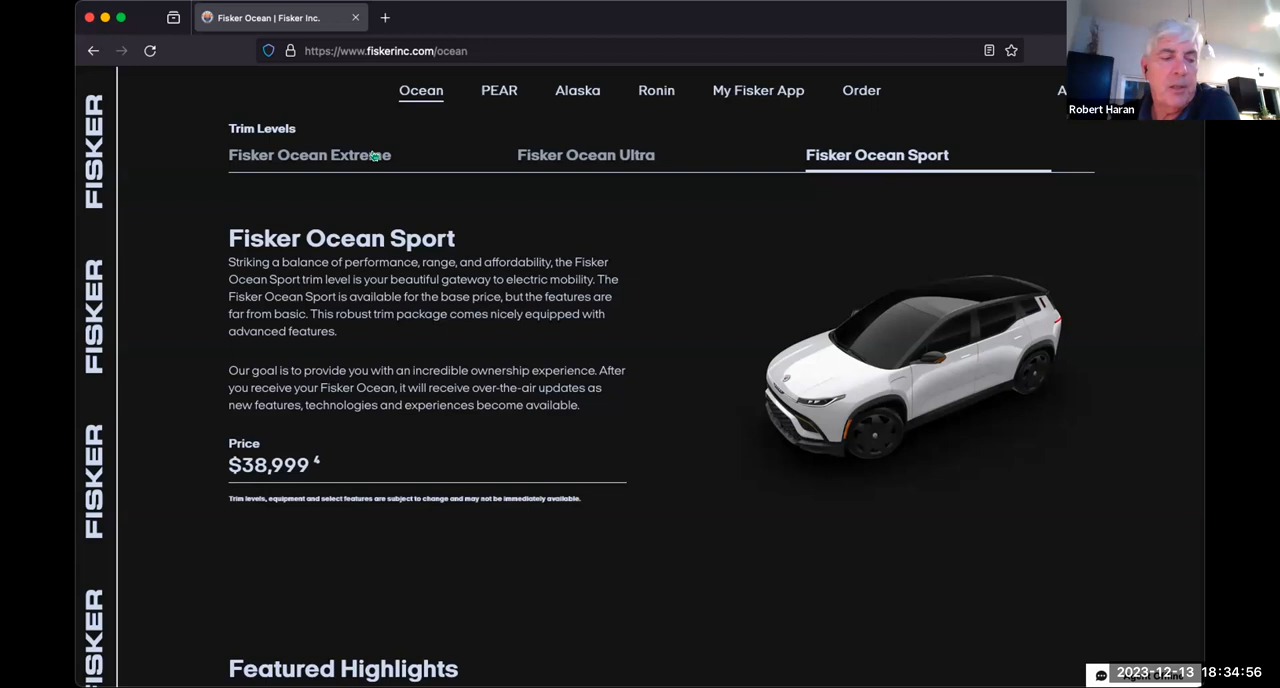 Fisker Ocean | Fisker Inc.
https://www.fiskerinc.com/ocean
Robert Haran
Ocean PEAR Alaska Ronin My Fisker App Order A
Trim Levels
Fisker Ocean Extreme Fisker Ocean Ultra Fisker Ocean Sport
Fisker Ocean Sport
Striking a balance of performance, range, and affordability, the Fisker
Ocean Sport trim level is your beautiful gateway to electric mobility. The
Fisker Ocean Sport is available for the base price, but the features are
far from basic. This robust trim package comes nicely equipped with
advanced features.
Our goal is to provide you with an incredible ownership experience. After
you receive your Fisker Ocean, it will receive over-the-air updates as
new features, technologies and experiences become available.
Price
$38,999 4
Trim levels, equipment and select features are subject to change and may not be immediately available.
Featured Highlights
FISKER
FISKER
FISKER
FISKER
2023-12-13 18:34:56